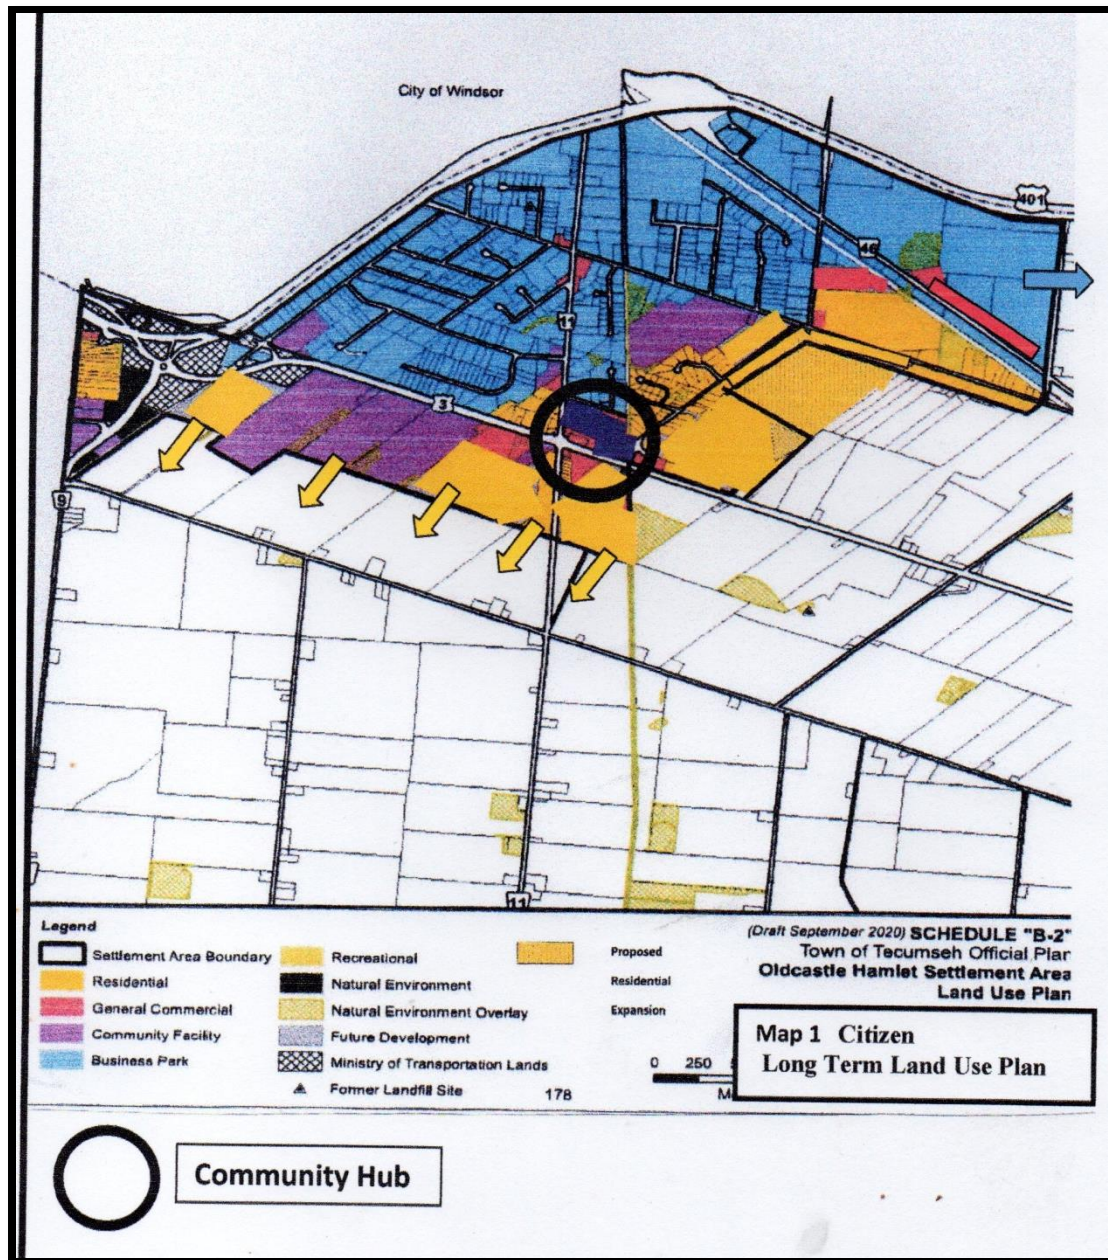 City of Windsor
401
46
11
3
9
11
Legend
Settlement Area Boundary
Residential
General Commercial
Community Facility
Business Park
Recreational
Natural Environment
Natural Environment Overlay
Future Development
Ministry of Transportation Lands
Former Landfill Site
178
Proposed
Residential
Expansion
(Draft September 2020) SCHEDULE "B-2"
Town of Tecumseh Official Plan
Oldcastle Hamlet Settlement Area
Land Use Plan
0 250
Map 1 Citizen
Long Term Land Use Plan
Community Hub